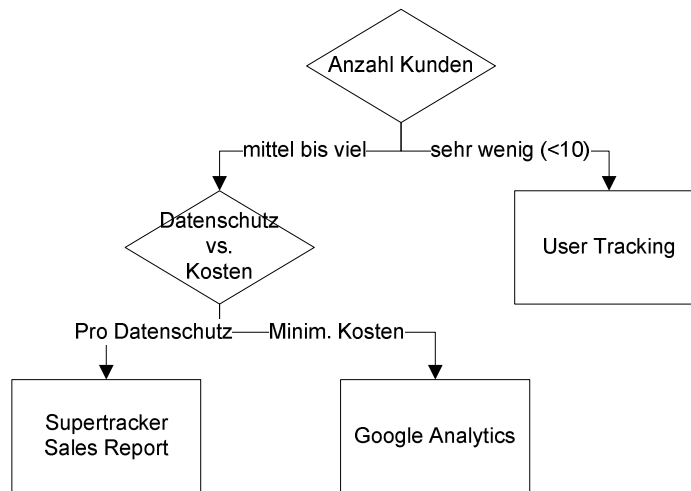 Anzahl Kunden
mittel bis viel
sehr wenig (<10)
Datenschutz
vs.
Kosten
User Tracking
Pro Datenschutz
Minim. Kosten
Supertracker
Sales Report
Google Analytics